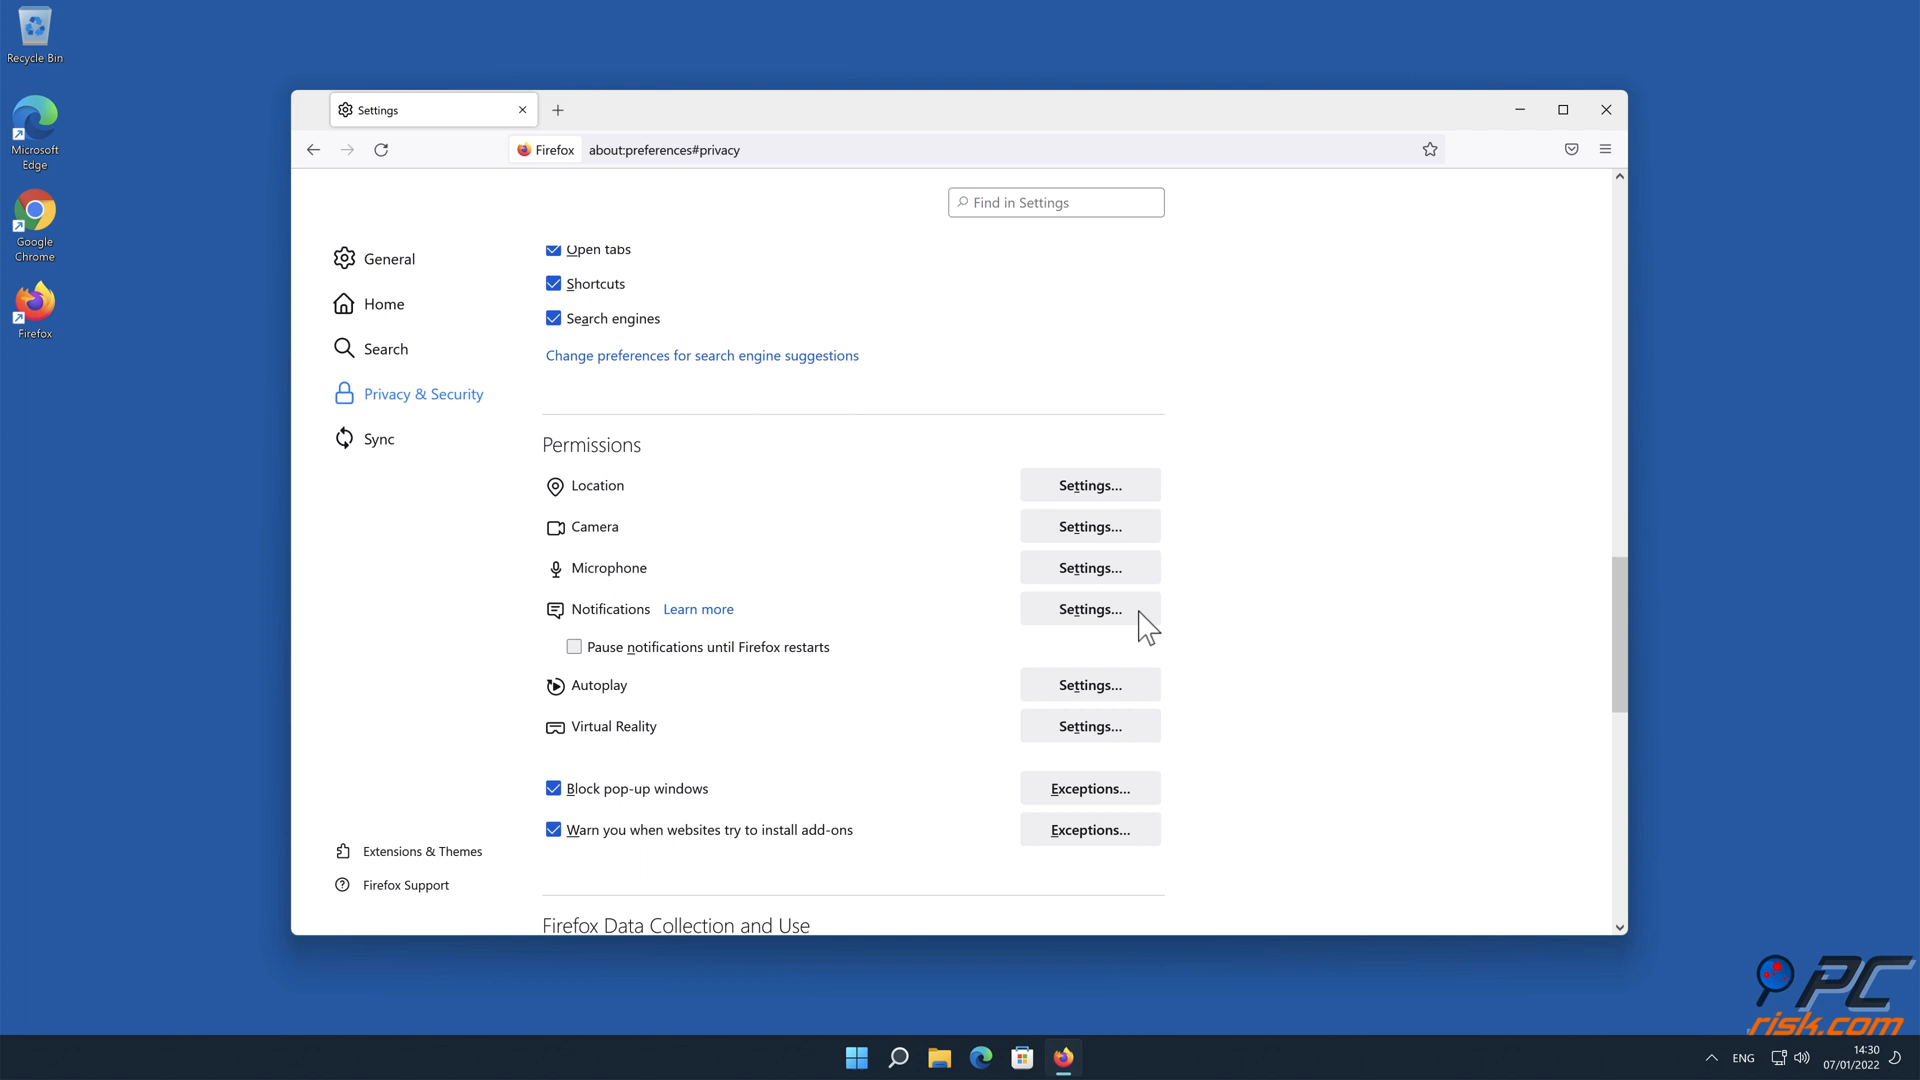 Recycle Bin
Microsoft
Edge
Google
Chrome
Firefox
Settings
Firefox
about:preferences#privacy
Find in Settings
General
Home
Search
Privacy & Security
Sync
Extensions & Themes
Firefox Support
Open tabs
Shortcuts
Search engines
Change preferences for search engine suggestions
Permissions
Location
Settings...
Camera
Settings...
Microphone
Settings...
Notifications Learn more
Settings...
Pause notifications until Firefox restarts
Autoplay
Settings...
Virtual Reality
Settings...
Block pop-up windows
Exceptions...
Warn you when websites try to install add-ons
Exceptions...
Firefox Data Collection and Use
PC
risk.com
ENG
14:30
07/01/2022